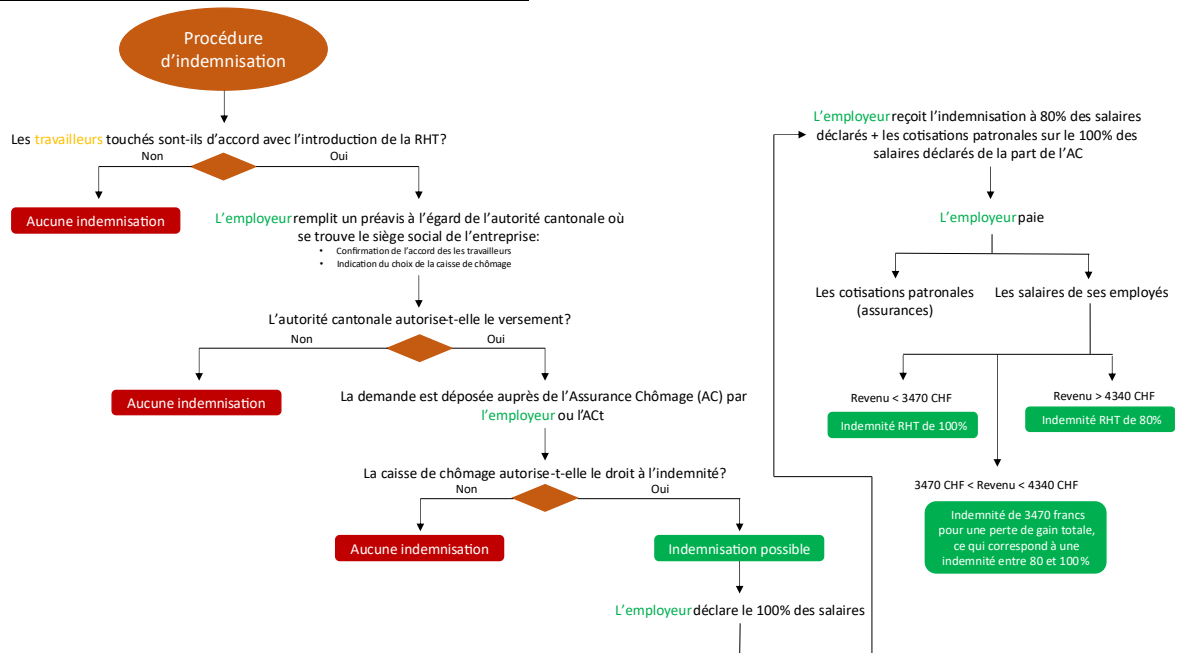 Procédure
d'indemnisation
Les travailleurs touchés sont-ils d'accord avec l'introduction de la RHT?
Non
Oui
Aucune indemnisation
L'employeur remplit un préavis à l'égard de l'autorité cantonale où
se trouve le siège social de l'entreprise:
• Confirmation de l'accord des les travailleurs
• Indication du choix de la caisse de chômage
L'autorité cantonale autorise-t-elle le versement?
Non
Oui
Aucune indemnisation
La demande est déposée auprès de l'Assurance Chômage (AC) par
l'employeur ou l'ACt
La caisse de chômage autorise-t-elle le droit à l'indemnité?
Non
Oui
Aucune indemnisation
Indemnisation possible
L'employeur déclare le 100% des salaires
L'employeur reçoit l'indemnisation à 80% des salaires
déclarés + les cotisations patronales sur le 100% des
salaires déclarés de la part de l'AC
L'employeur paie
Les cotisations patronales
(assurances)
Les salaires de ses employés
Revenu < 3470 CHF
Indemnité RHT de 100%
Revenu > 4340 CHF
Indemnité RHT de 80%
3470 CHF < Revenu < 4340 CHF
Indemnité de 3470 francs
pour une perte de gain totale,
ce qui correspond à une
indemnité entre 80 et 100%